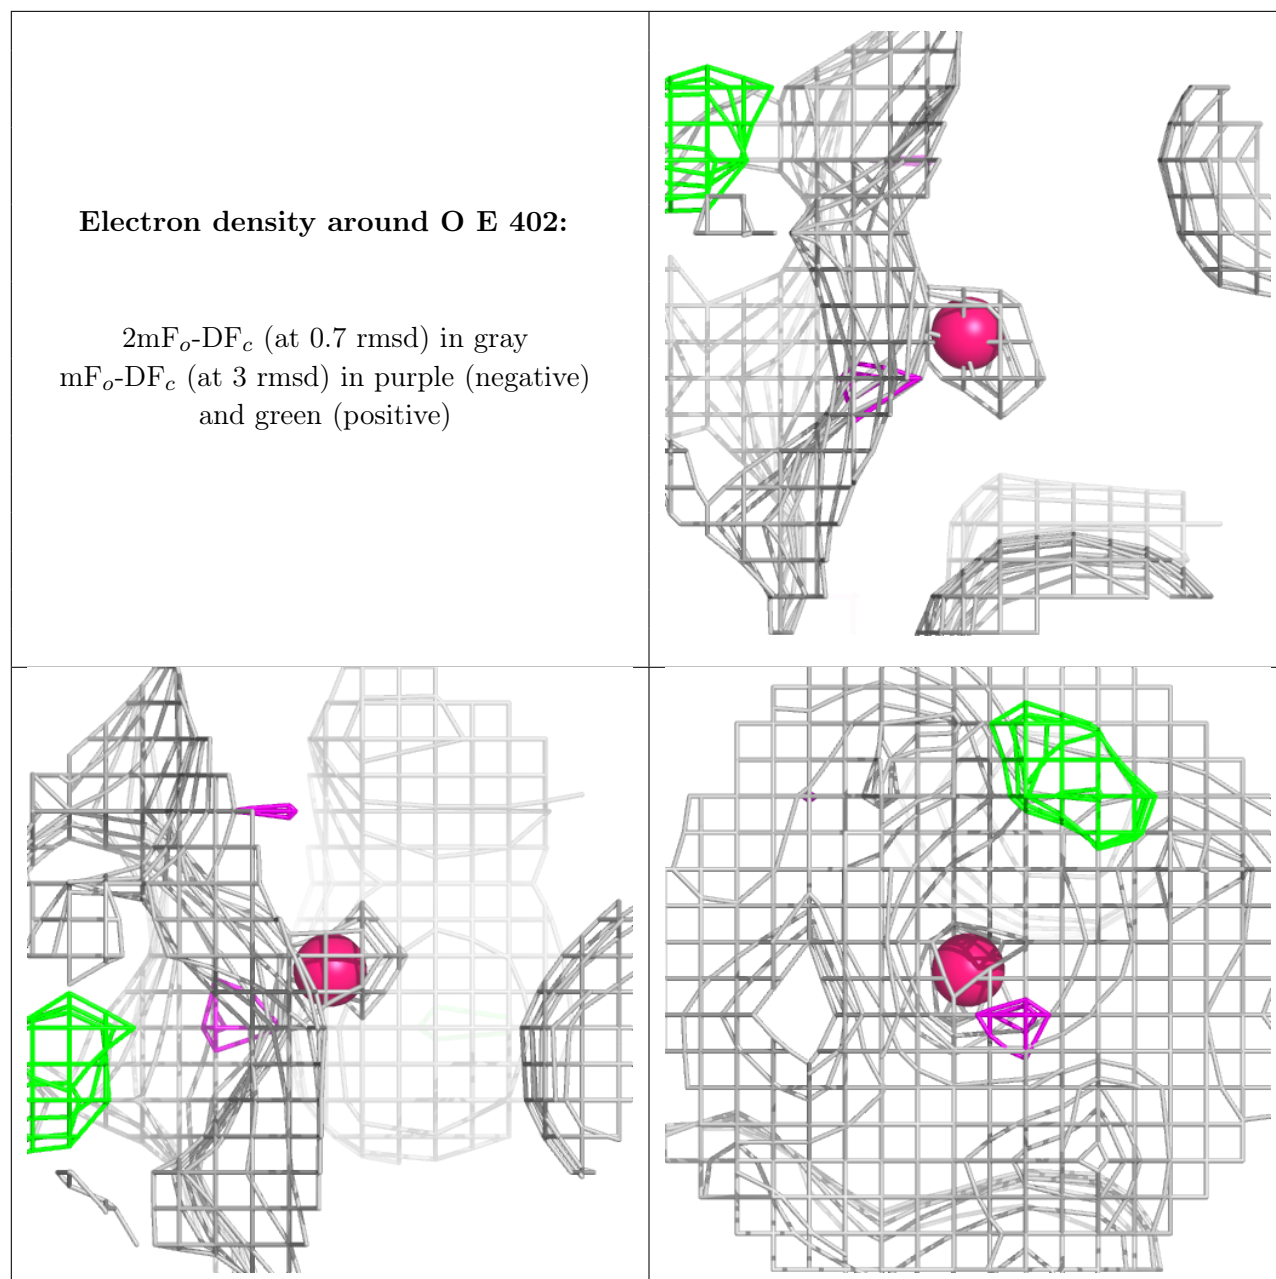 Electron density around O E 402:
2mFo-DFc (at 0.7 rmsd) in gray
mFo-DFc (at 3 rmsd) in purple (negative)
and green (positive)